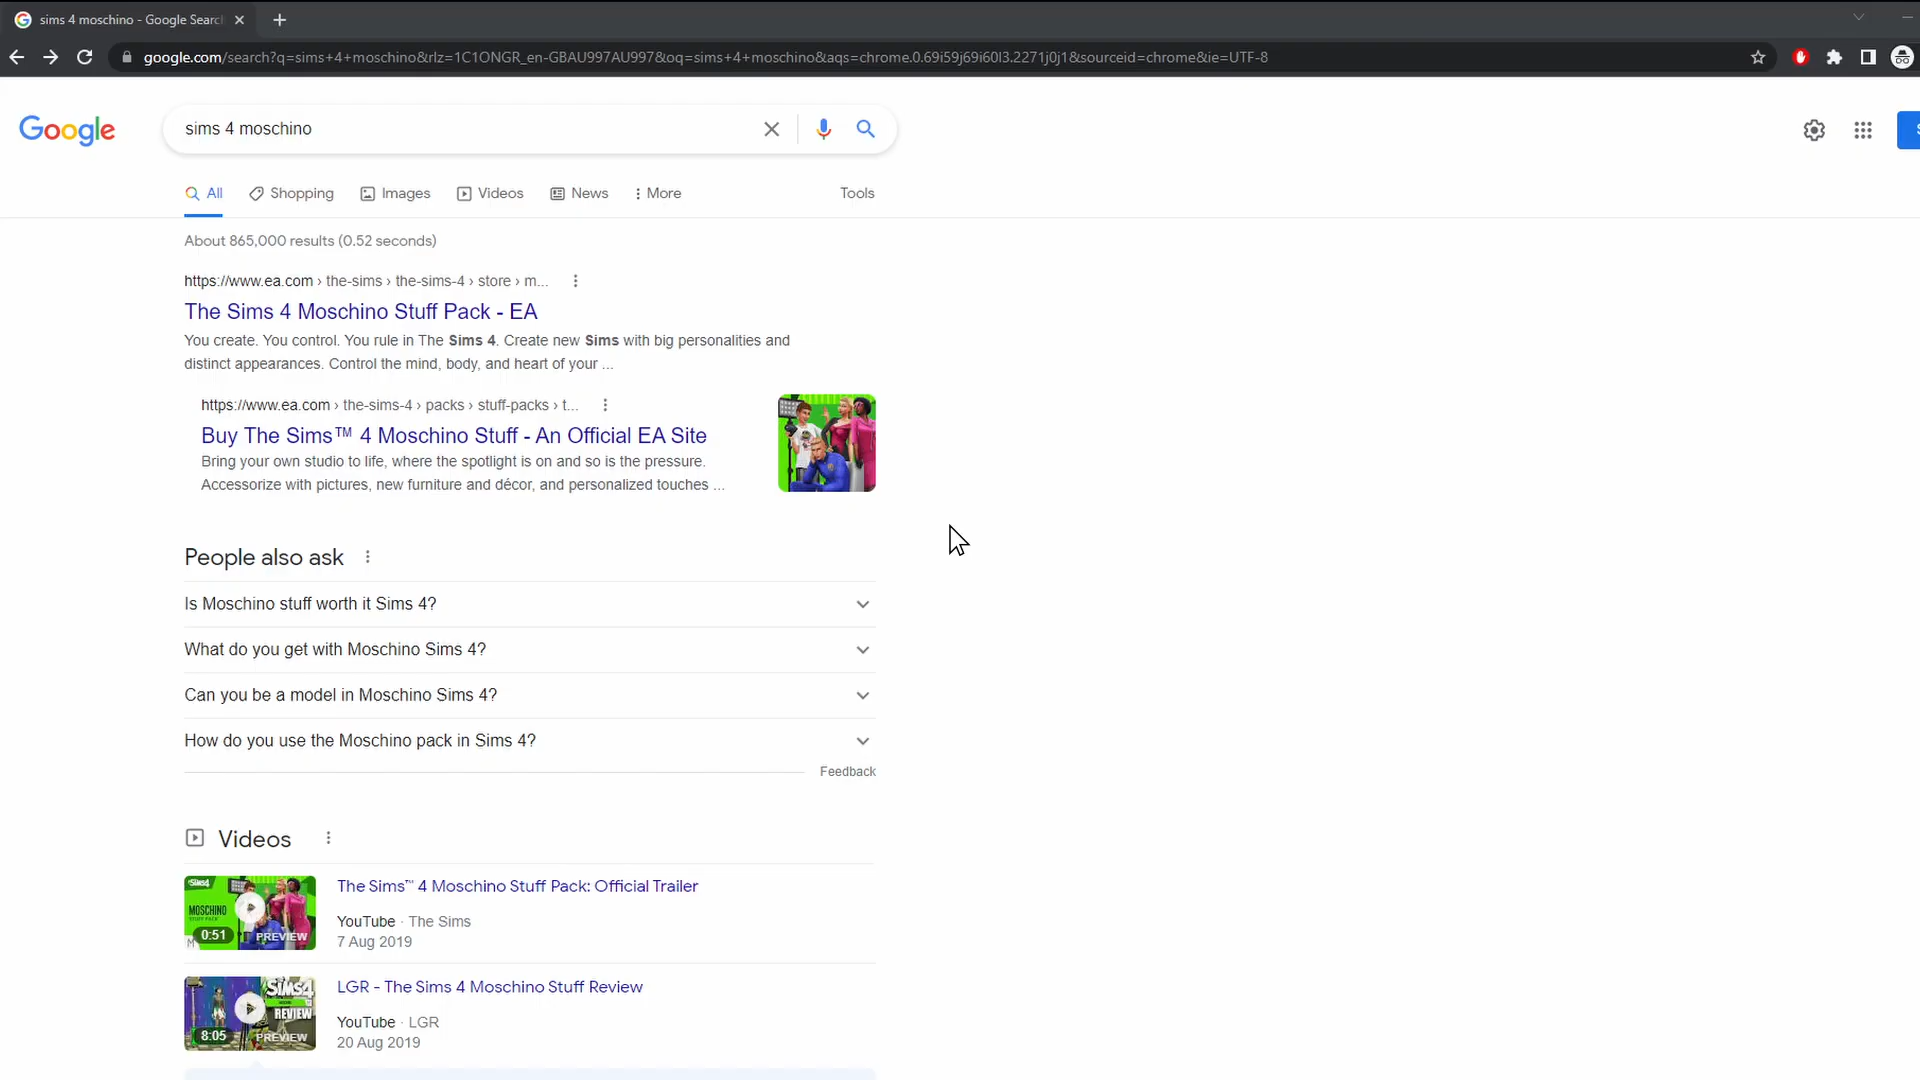 sims 4 moschino - Google Searc
google.com/search?q=sims+4+moschino&rlz=1C1ONGR_en-GBAU997AU997&oq=sims+4+moschino&aqs=chrome.0.69i59j69i60l3.2271j0j1&sourceid=chrome&ie=UTF-8
Google
sims 4 moschino
All Shopping Images Videos News More Tools
About 865,000 results (0.52 seconds)
https://www.ea.com › the-sims › the-sims-4 › store › m...
The Sims 4 Moschino Stuff Pack - EA
You create. You control. You rule in The Sims 4. Create new Sims with big personalities and
distinct appearances. Control the mind, body, and heart of your ...
https://www.ea.com › the-sims-4 › packs › stuff-packs › t...
Buy The Sims™ 4 Moschino Stuff - An Official EA Site
Bring your own studio to life, where the spotlight is on and so is the pressure.
Accessorize with pictures, new furniture and décor, and personalized touches ...
People also ask
Is Moschino stuff worth it Sims 4?
What do you get with Moschino Sims 4?
Can you be a model in Moschino Sims 4?
How do you use the Moschino pack in Sims 4?
Feedback
Videos
SIMS4
MOSCHINO
STUFF PACK
M
0:51
PREVIEW
The Sims™ 4 Moschino Stuff Pack: Official Trailer
YouTube · The Sims
7 Aug 2019
SIMS4
REVIEW
8:05
PREVIEW
LGR - The Sims 4 Moschino Stuff Review
YouTube · LGR
20 Aug 2019